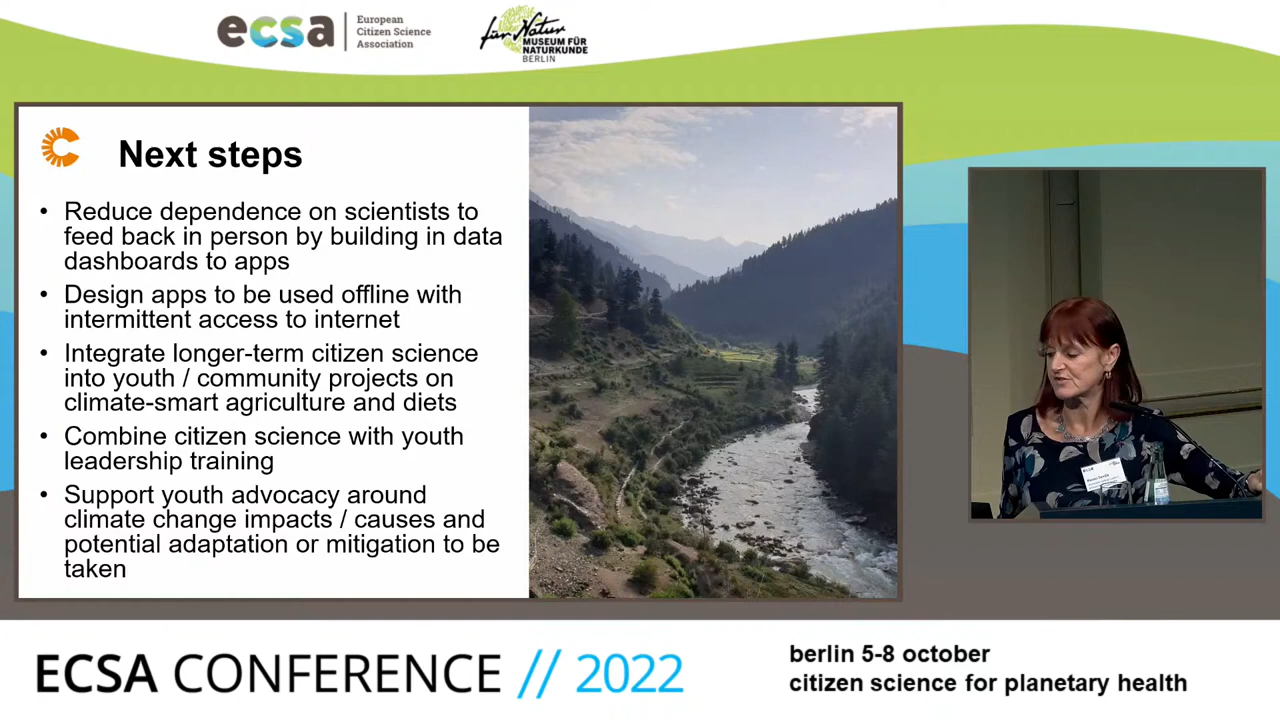 ecsa
European
Citizen Science
Association
für Natur
MUSEUM FÜR
NATURKUNDE
BERLIN
Next steps
• Reduce dependence on scientists to
feed back in person by building in data
dashboards to apps
• Design apps to be used offline with
intermittent access to internet
• Integrate longer-term citizen science
into youth / community projects on
climate-smart agriculture and diets
• Combine citizen science with youth
leadership training
• Support youth advocacy around
climate change impacts / causes and
potential adaptation or mitigation to be
taken
ecsa
ECSA CONFERENCE // 2022
berlin 5-8 october
citizen science for planetary health